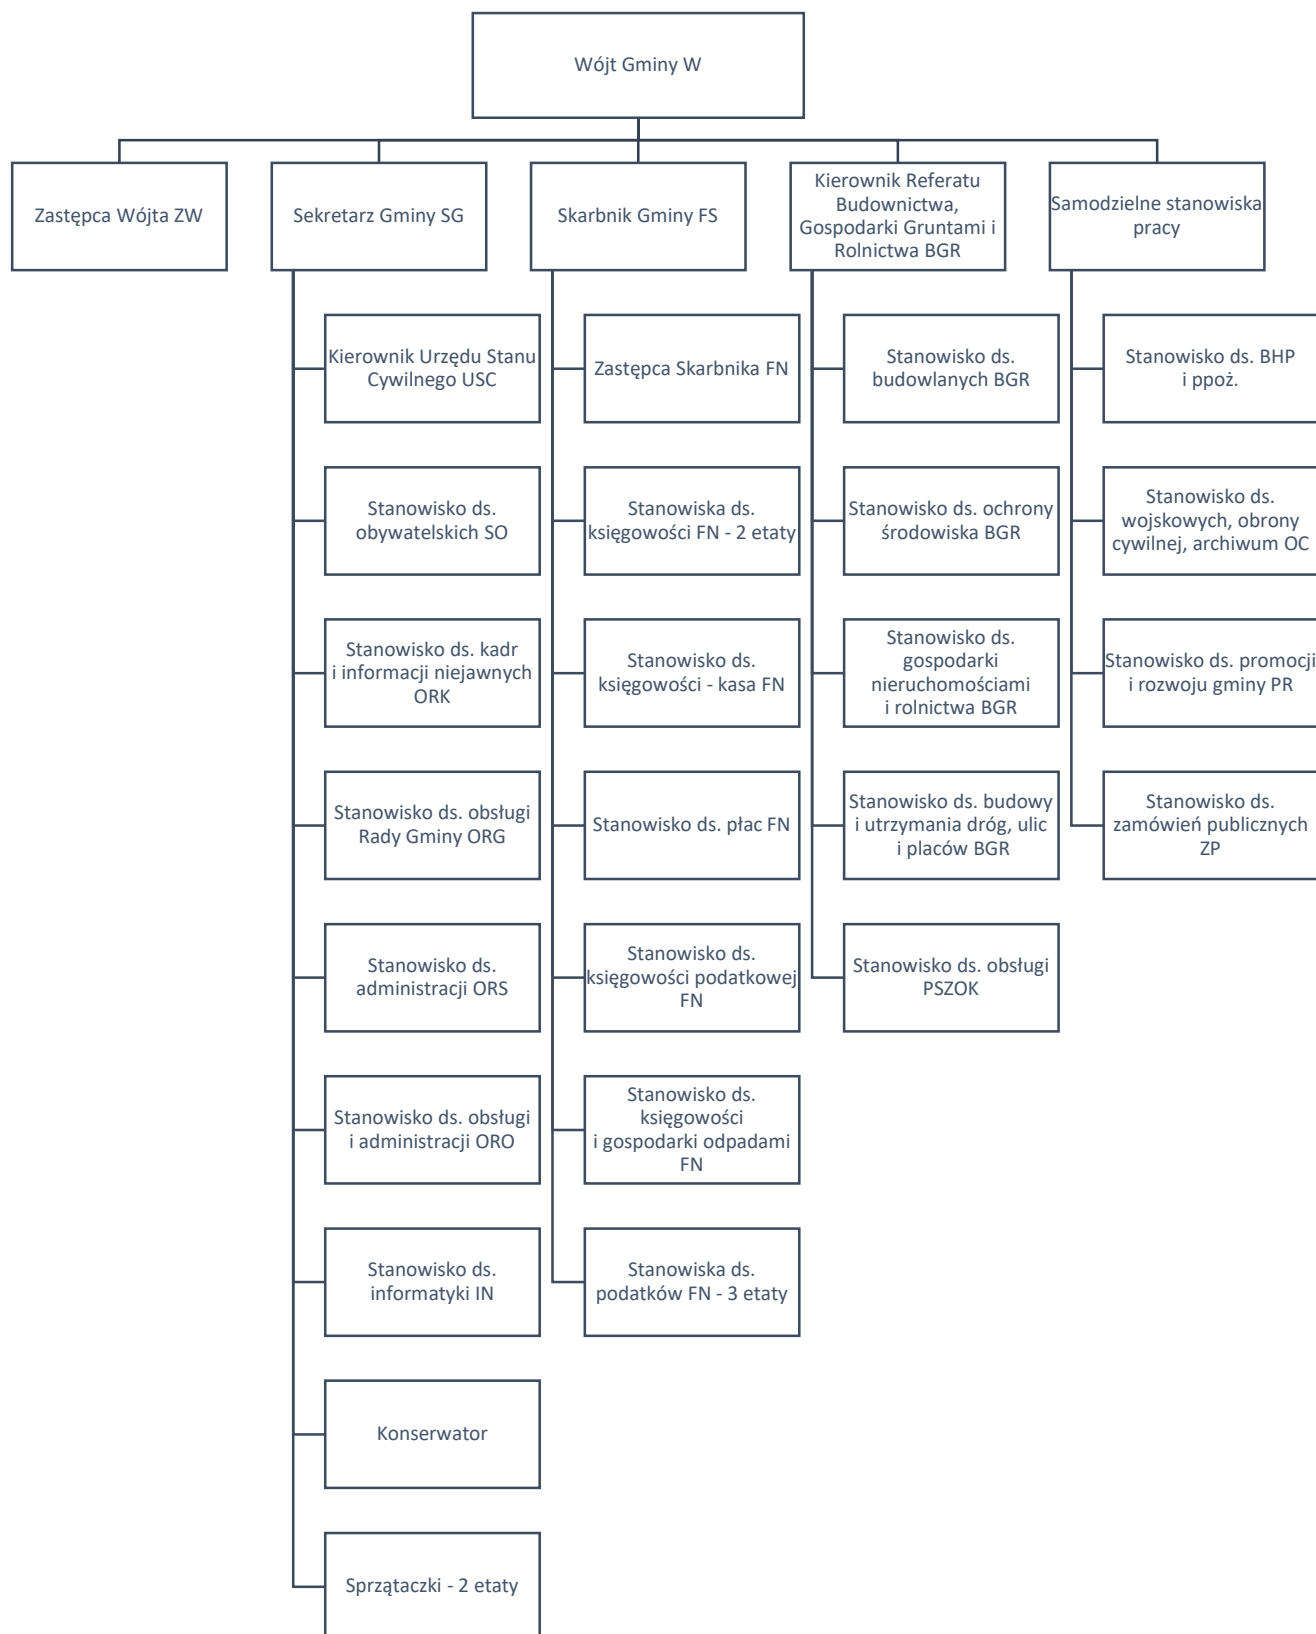 Wójt Gminy W
Zastępca Wójta ZW
Sekretarz Gminy SG
Skarbnik Gminy FS
Kierownik Referatu
Budownictwa,
Gospodarki Gruntami i
Rolnictwa BGR
Samodzielne stanowiska
pracy
Kierownik Urzędu Stanu
Cywilnego USC
Stanowisko ds.
obywatelskich SO
Stanowisko ds. kadr
i informacji niejawnych
ORK
Stanowisko ds. obsługi
Rady Gminy ORG
Stanowisko ds.
administracji ORS
Stanowisko ds. obsługi
i administracji ORO
Stanowisko ds.
informatyki IN
Konserwator
Sprzątaczki - 2 etaty
Zastępca Skarbnika FN
Stanowiska ds.
księgowości FN - 2 etaty
Stanowisko ds.
księgowości - kasa FN
Stanowisko ds. płac FN
Stanowisko ds.
księgowości podatkowej
FN
Stanowisko ds.
księgowości
i gospodarki odpadami
FN
Stanowiska ds.
podatków FN - 3 etaty
Stanowisko ds.
budowlanych BGR
Stanowisko ds. ochrony
środowiska BGR
Stanowisko ds.
gospodarki
nieruchomościami
i rolnictwa BGR
Stanowisko ds. budowy
i utrzymania dróg, ulic
i placów BGR
Stanowisko ds. obsługi
PSZOK
Stanowisko ds. BHP
i ppoż.
Stanowisko ds.
wojskowych, obrony
cywilnej, archiwum OC
Stanowisko ds. promocji
i rozwoju gminy PR
Stanowisko ds.
zamówień publicznych
ZP